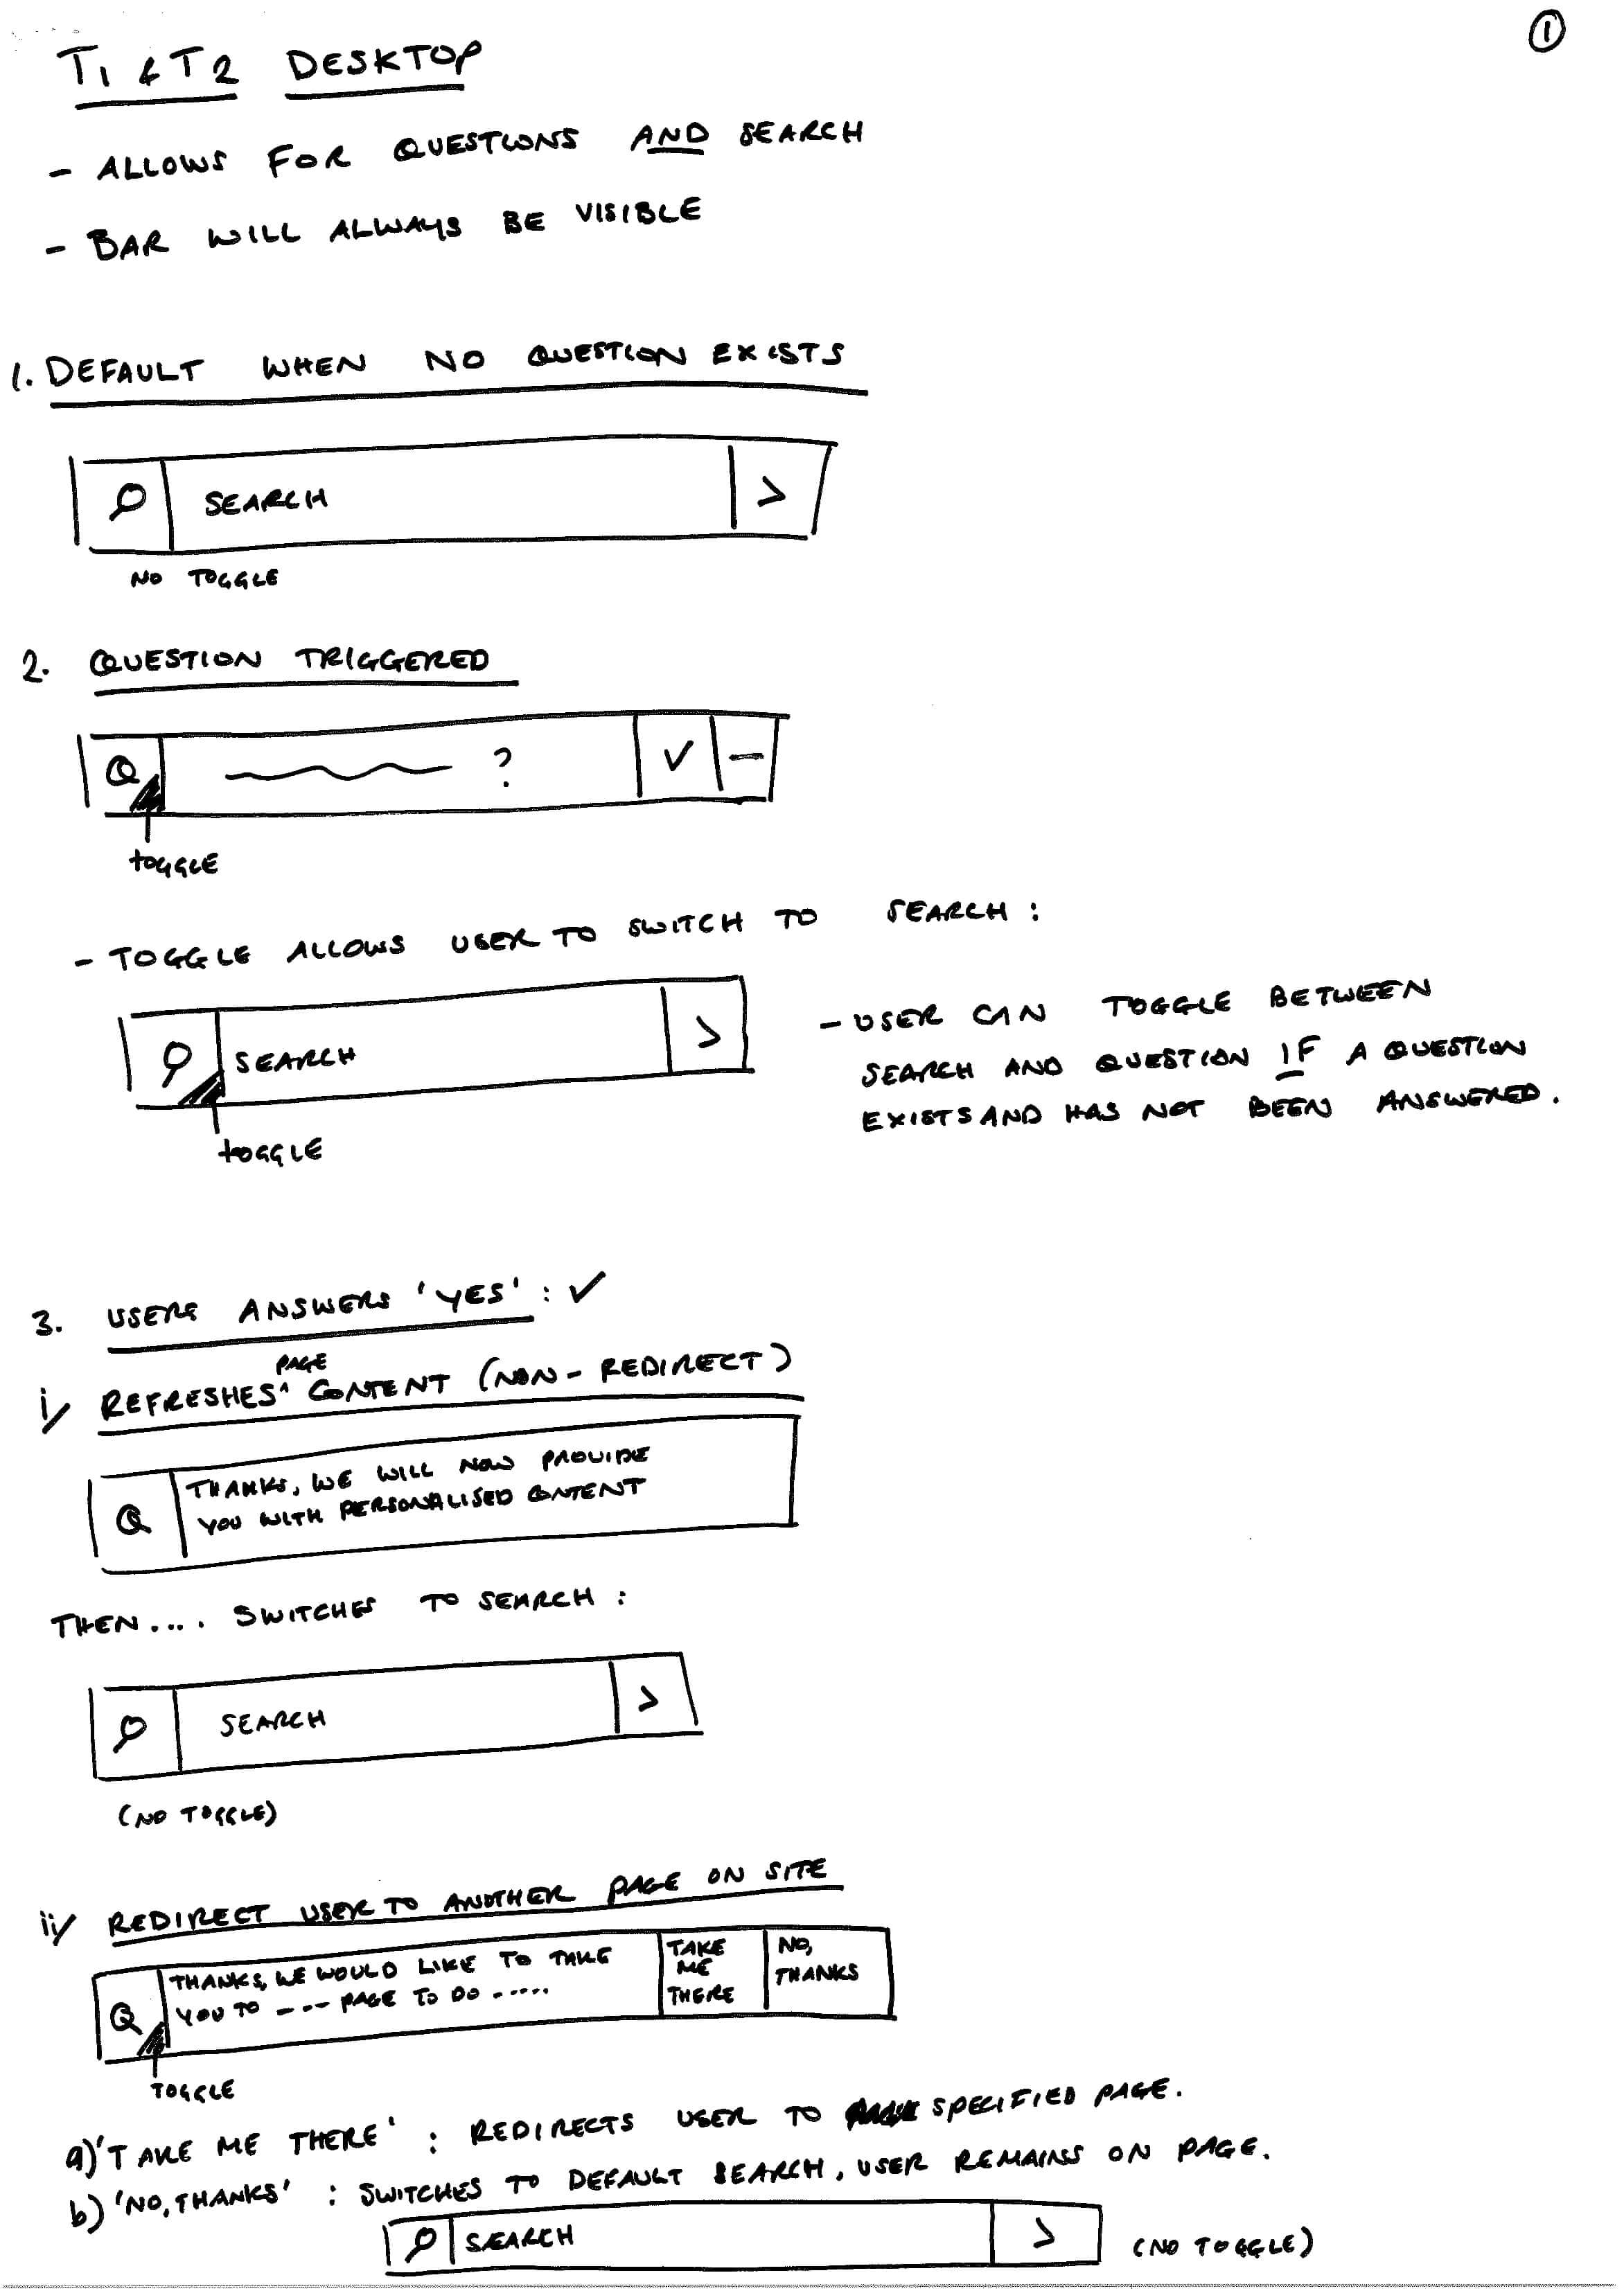 ①
T1 & T2 DESKTOP
- ALLOWS FOR QUESTIONS AND SEARCH
- BAR WILL ALWAYS BE VISIBLE
1. DEFAULT WHEN NO QUESTION EXISTS
SEARCH >
NO TOGGLE
2. QUESTION TRIGGERED
Q ? ✓ –
TOGGLE
- TOGGLE ALLOWS USER TO SWITCH TO SEARCH :
SEARCH >
TOGGLE
- USER CAN TOGGLE BETWEEN
SEARCH AND QUESTION IF A QUESTION
EXISTS AND HAS NOT BEEN ANSWERED.
3. USERS ANSWERS 'YES' : ✓
i/ REFRESHES ^ PAGE CONTENT (NON-REDIRECT)
Q THANKS, WE WILL NOW PROVIDE
YOU WITH PERSONALISED CONTENT
THEN .... SWITCHES TO SEARCH :
SEARCH >
(NO TOGGLE)
ii/ REDIRECT USER TO ANOTHER PAGE ON SITE
Q THANKS, WE WOULD LIKE TO TAKE
YOU TO --- PAGE TO DO .....
TAKE
ME
THERE
NO,
THANKS
TOGGLE
a) 'TAKE ME THERE' : REDIRECTS USER TO SPECIFIED PAGE.
b) 'NO, THANKS' : SWITCHES TO DEFAULT SEARCH, USER REMAINS ON PAGE.
SEARCH > (NO TOGGLE)